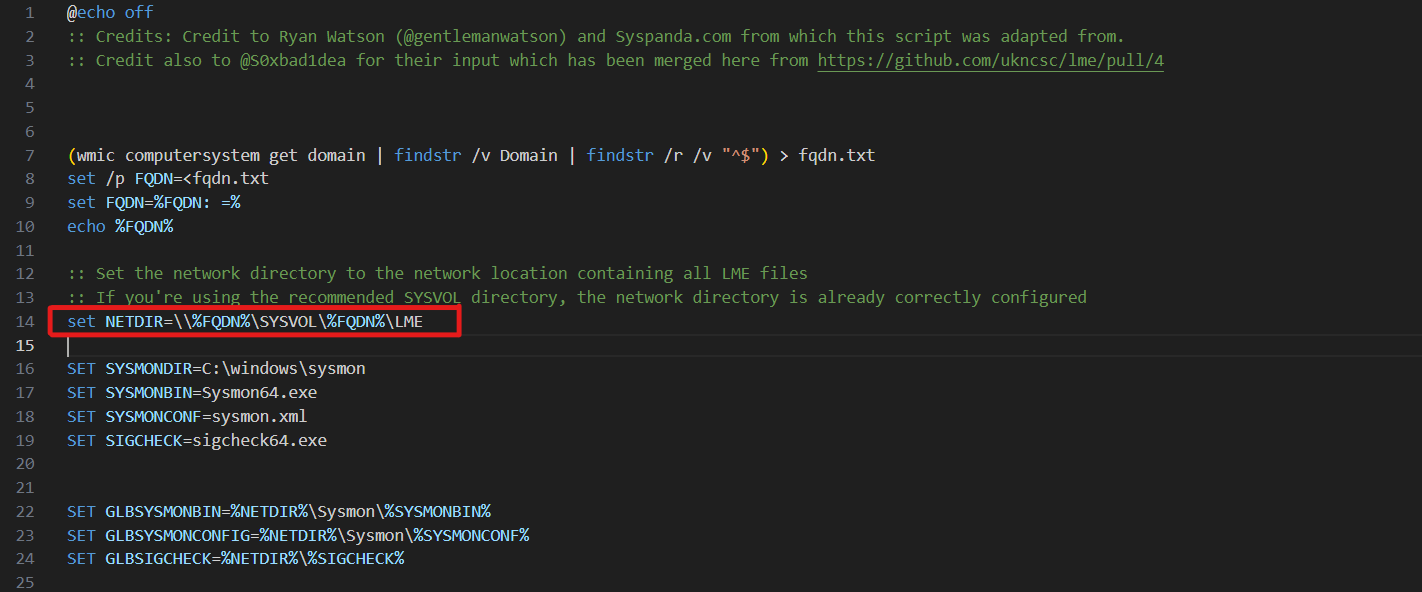 1 @echo off
2 :: Credits: Credit to Ryan Watson (@gentlemanwatson) and Syspanda.com from which this script was adapted from.
3 :: Credit also to @S0xbad1dea for their input which has been merged here from https://github.com/ukncsc/lme/pull/4
4
5
6
7 (wmic computersystem get domain | findstr /v Domain | findstr /r /v "^$") > fqdn.txt
8 set /p FQDN=<fqdn.txt
9 set FQDN=%FQDN: =%
10 echo %FQDN%
11
12 :: Set the network directory to the network location containing all LME files
13 :: If you're using the recommended SYSVOL directory, the network directory is already correctly configured
14 set NETDIR=\\%FQDN%\SYSVOL\%FQDN%\LME
15
16 SET SYSMONDIR=C:\windows\sysmon
17 SET SYSMONBIN=Sysmon64.exe
18 SET SYSMONCONF=sysmon.xml
19 SET SIGCHECK=sigcheck64.exe
20
21
22 SET GLBSYSMONBIN=%NETDIR%\Sysmon\%SYSMONBIN%
23 SET GLBSYSMONCONFIG=%NETDIR%\Sysmon\%SYSMONCONF%
24 SET GLBSIGCHECK=%NETDIR%\%SIGCHECK%
25